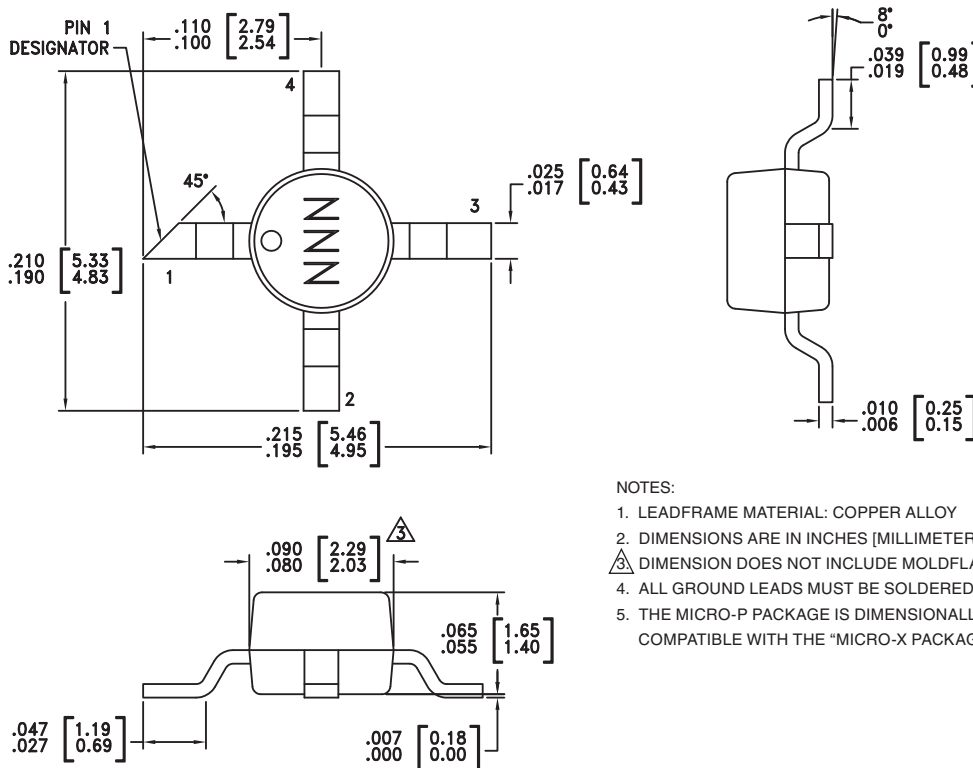 PIN 1
DESIGNATOR
.110 [2.79]
.100 [2.54]
4
45°
3
NNN
1
2
.025 [0.64]
.017 [0.43]
.210 [5.33]
.190 [4.83]
.215 [5.46]
.195 [4.95]
8°
0°
.039 [0.99]
.019 [0.48]
.010 [0.25]
.006 [0.15]
.090 [2.29]
.080 [2.03]
3
.065 [1.65]
.055 [1.40]
.047 [1.19]
.027 [0.69]
.007 [0.18]
.000 [0.00]
NOTES:
1. LEADFRAME MATERIAL: COPPER ALLOY
2. DIMENSIONS ARE IN INCHES [MILLIMETER
3. DIMENSION DOES NOT INCLUDE MOLDFLA
4. ALL GROUND LEADS MUST BE SOLDERED
5. THE MICRO-P PACKAGE IS DIMENSIONALL
COMPATIBLE WITH THE “MICRO-X PACKAG